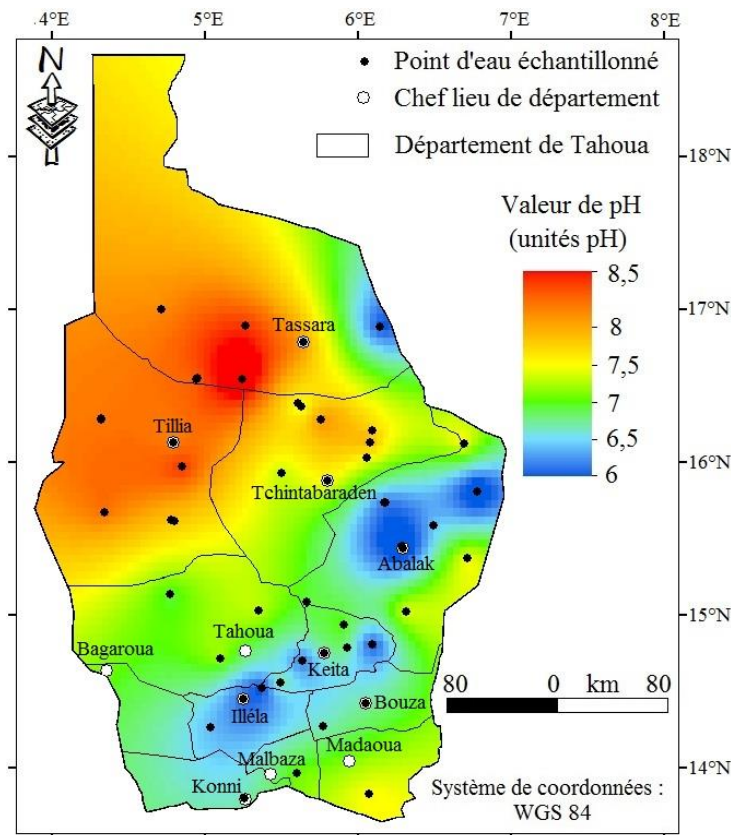 4°E 5°E 6°E 7°E 8°E
N
Point d'eau échantillonné
Chef lieu de département
Département de Tahoua
18°N
Valeur de pH
(unités pH)
8,5
8
7,5
7
6,5
6
17°N
Tassara
Tillia
16°N
Tchintabaraden
Abalak
15°N
Tahoua
Bagaroua
Keita
80 0 km 80
Illéla
Bouza
Madaoua
Malbaza
14°N
Konni
Système de coordonnées :
WGS 84